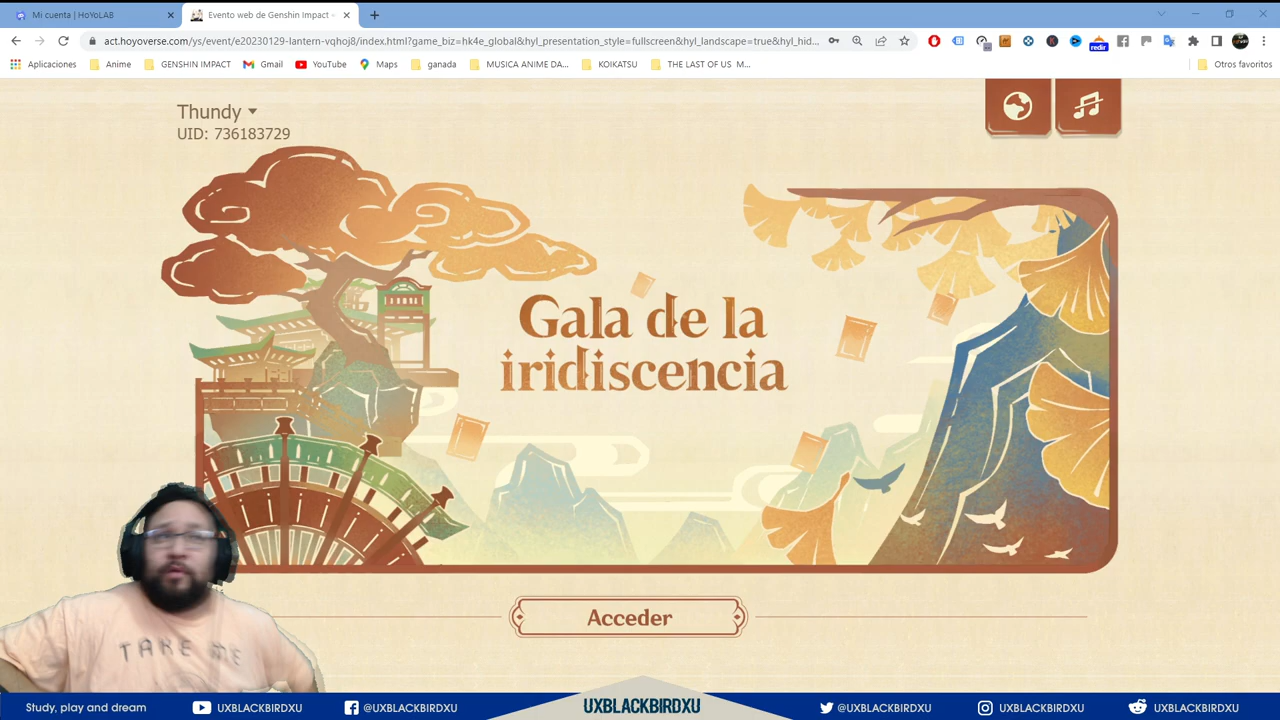 Mi cuenta | HoYoLAB
Evento web de Genshin Impact
act.hoyoverse.com/ys/event/e20230129-lantern-vqhoj8/index.html?game_biz=hk4e_global&hyl_presentation_style=fullscreen&hyl_landscape=true&hyl_hid...
redir
Aplicaciones Anime GENSHIN IMPACT Gmail YouTube Maps ganada MUSICA ANIME DA... KOIKATSU THE LAST OF US M... Otros favoritos
Thundy
UID: 736183729
Gala de la
iridiscencia
Acceder
TAKE ME
Study, play and dream UXBLACKBIRDXU @UXBLACKBIRDXU UXBLACKBIRDXU @UXBLACKBIRDXU UXBLACKBIRDXU UXBLACKBIRDXU